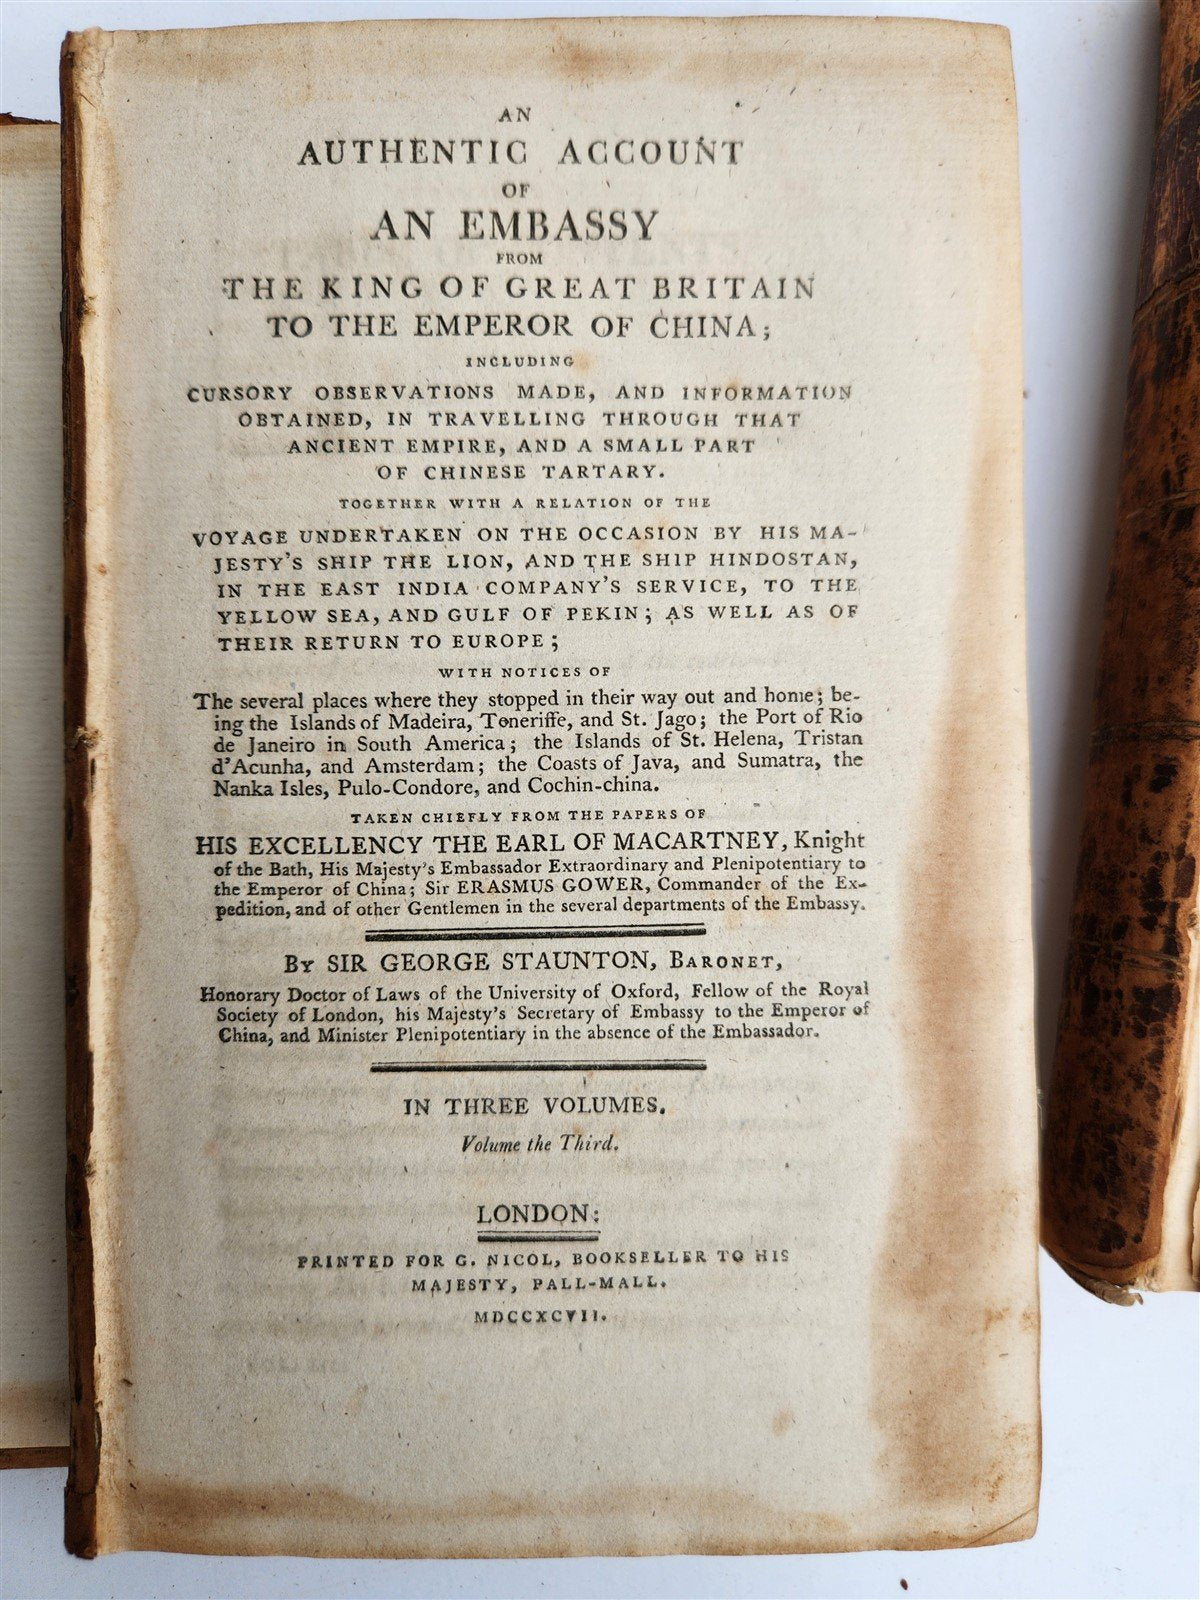 AN
AUTHENTIC ACCOUNT
OF
AN EMBASSY
FROM
THE KING OF GREAT BRITAIN
TO THE EMPEROR OF CHINA;
INCLUDING
CURSORY OBSERVATIONS MADE, AND INFORMATION
OBTAINED, IN TRAVELLING THROUGH THAT
ANCIENT EMPIRE, AND A SMALL PART
OF CHINESE TARTARY.
TOGETHER WITH A RELATION OF THE
VOYAGE UNDERTAKEN ON THE OCCASION BY HIS MA-
JESTY'S SHIP THE LION, AND THE SHIP HINDOSTAN,
IN THE EAST INDIA COMPANY'S SERVICE, TO THE
YELLOW SEA, AND GULF OF PEKIN; AS WELL AS OF
THEIR RETURN TO EUROPE;
WITH NOTICES OF
The several places where they stopped in their way out and home; be-
ing the Islands of Madeira, Teneriffe, and St. Jago; the Port of Rio
de Janeiro in South America; the Islands of St. Helena, Tristan
d'Acunha, and Amsterdam; the Coasts of Java, and Sumatra, the
Nanka Isles, Pulo-Condore, and Cochin-china.
TAKEN CHIEFLY FROM THE PAPERS OF
HIS EXCELLENCY THE EARL OF MACARTNEY, Knight
of the Bath, His Majesty's Embassador Extraordinary and Plenipotentiary to
the Emperor of China; Sir ERASMUS GOWER, Commander of the Ex-
pedition, and of other Gentlemen in the several departments of the Embassy.
BY SIR GEORGE STAUNTON, BARONET,
Honorary Doctor of Laws of the University of Oxford, Fellow of the Royal
Society of London, his Majesty's Secretary of Embassy to the Emperor of
China, and Minister Plenipotentiary in the absence of the Embassador.
IN THREE VOLUMES.
Volume the Third.
LONDON:
PRINTED FOR G. NICOL, BOOKSELLER TO HIS
MAJESTY, PALL-MALL.
MDCCXCVII.